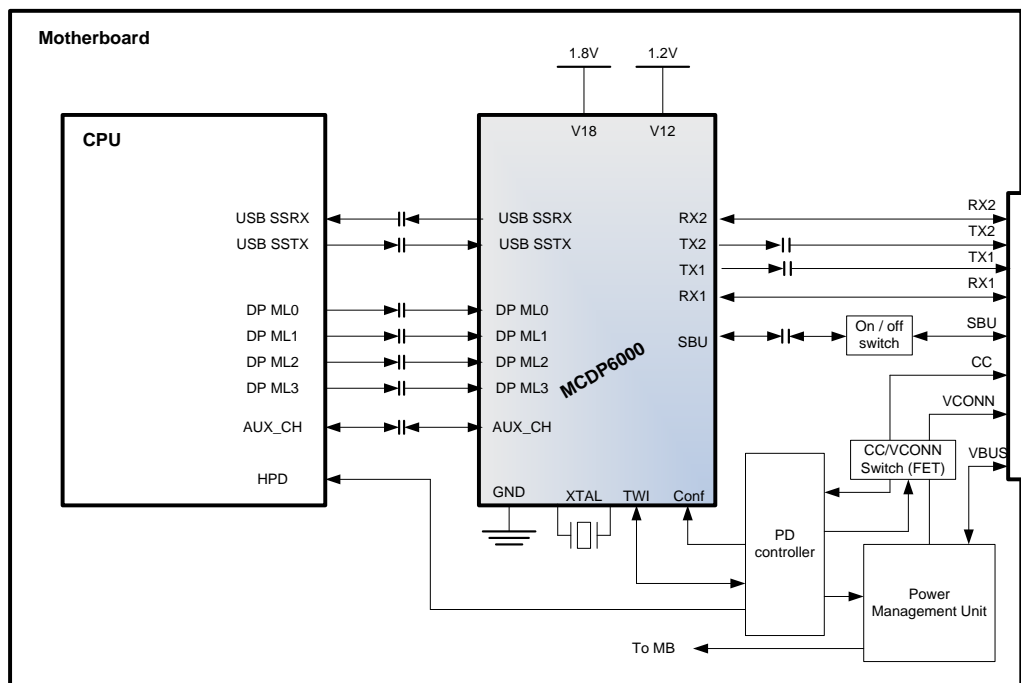 Motherboard
1.8V
1.2V
CPU
V18
V12
USB SSRX
USB SSTX
DP ML0
DP ML1
DP ML2
DP ML3
AUX_CH
HPD
USB SSRX
USB SSTX
DP ML0
DP ML1
DP ML2
DP ML3
AUX_CH
MCDP6000
RX2
TX2
TX1
RX1
SBU
GND
XTAL
TWI
Conf
RX2
TX2
TX1
RX1
On / off
switch
SBU
CC
VCONN
CC/VCONN
Switch (FET)
VBUS
PD
controller
Power
Management Unit
To MB